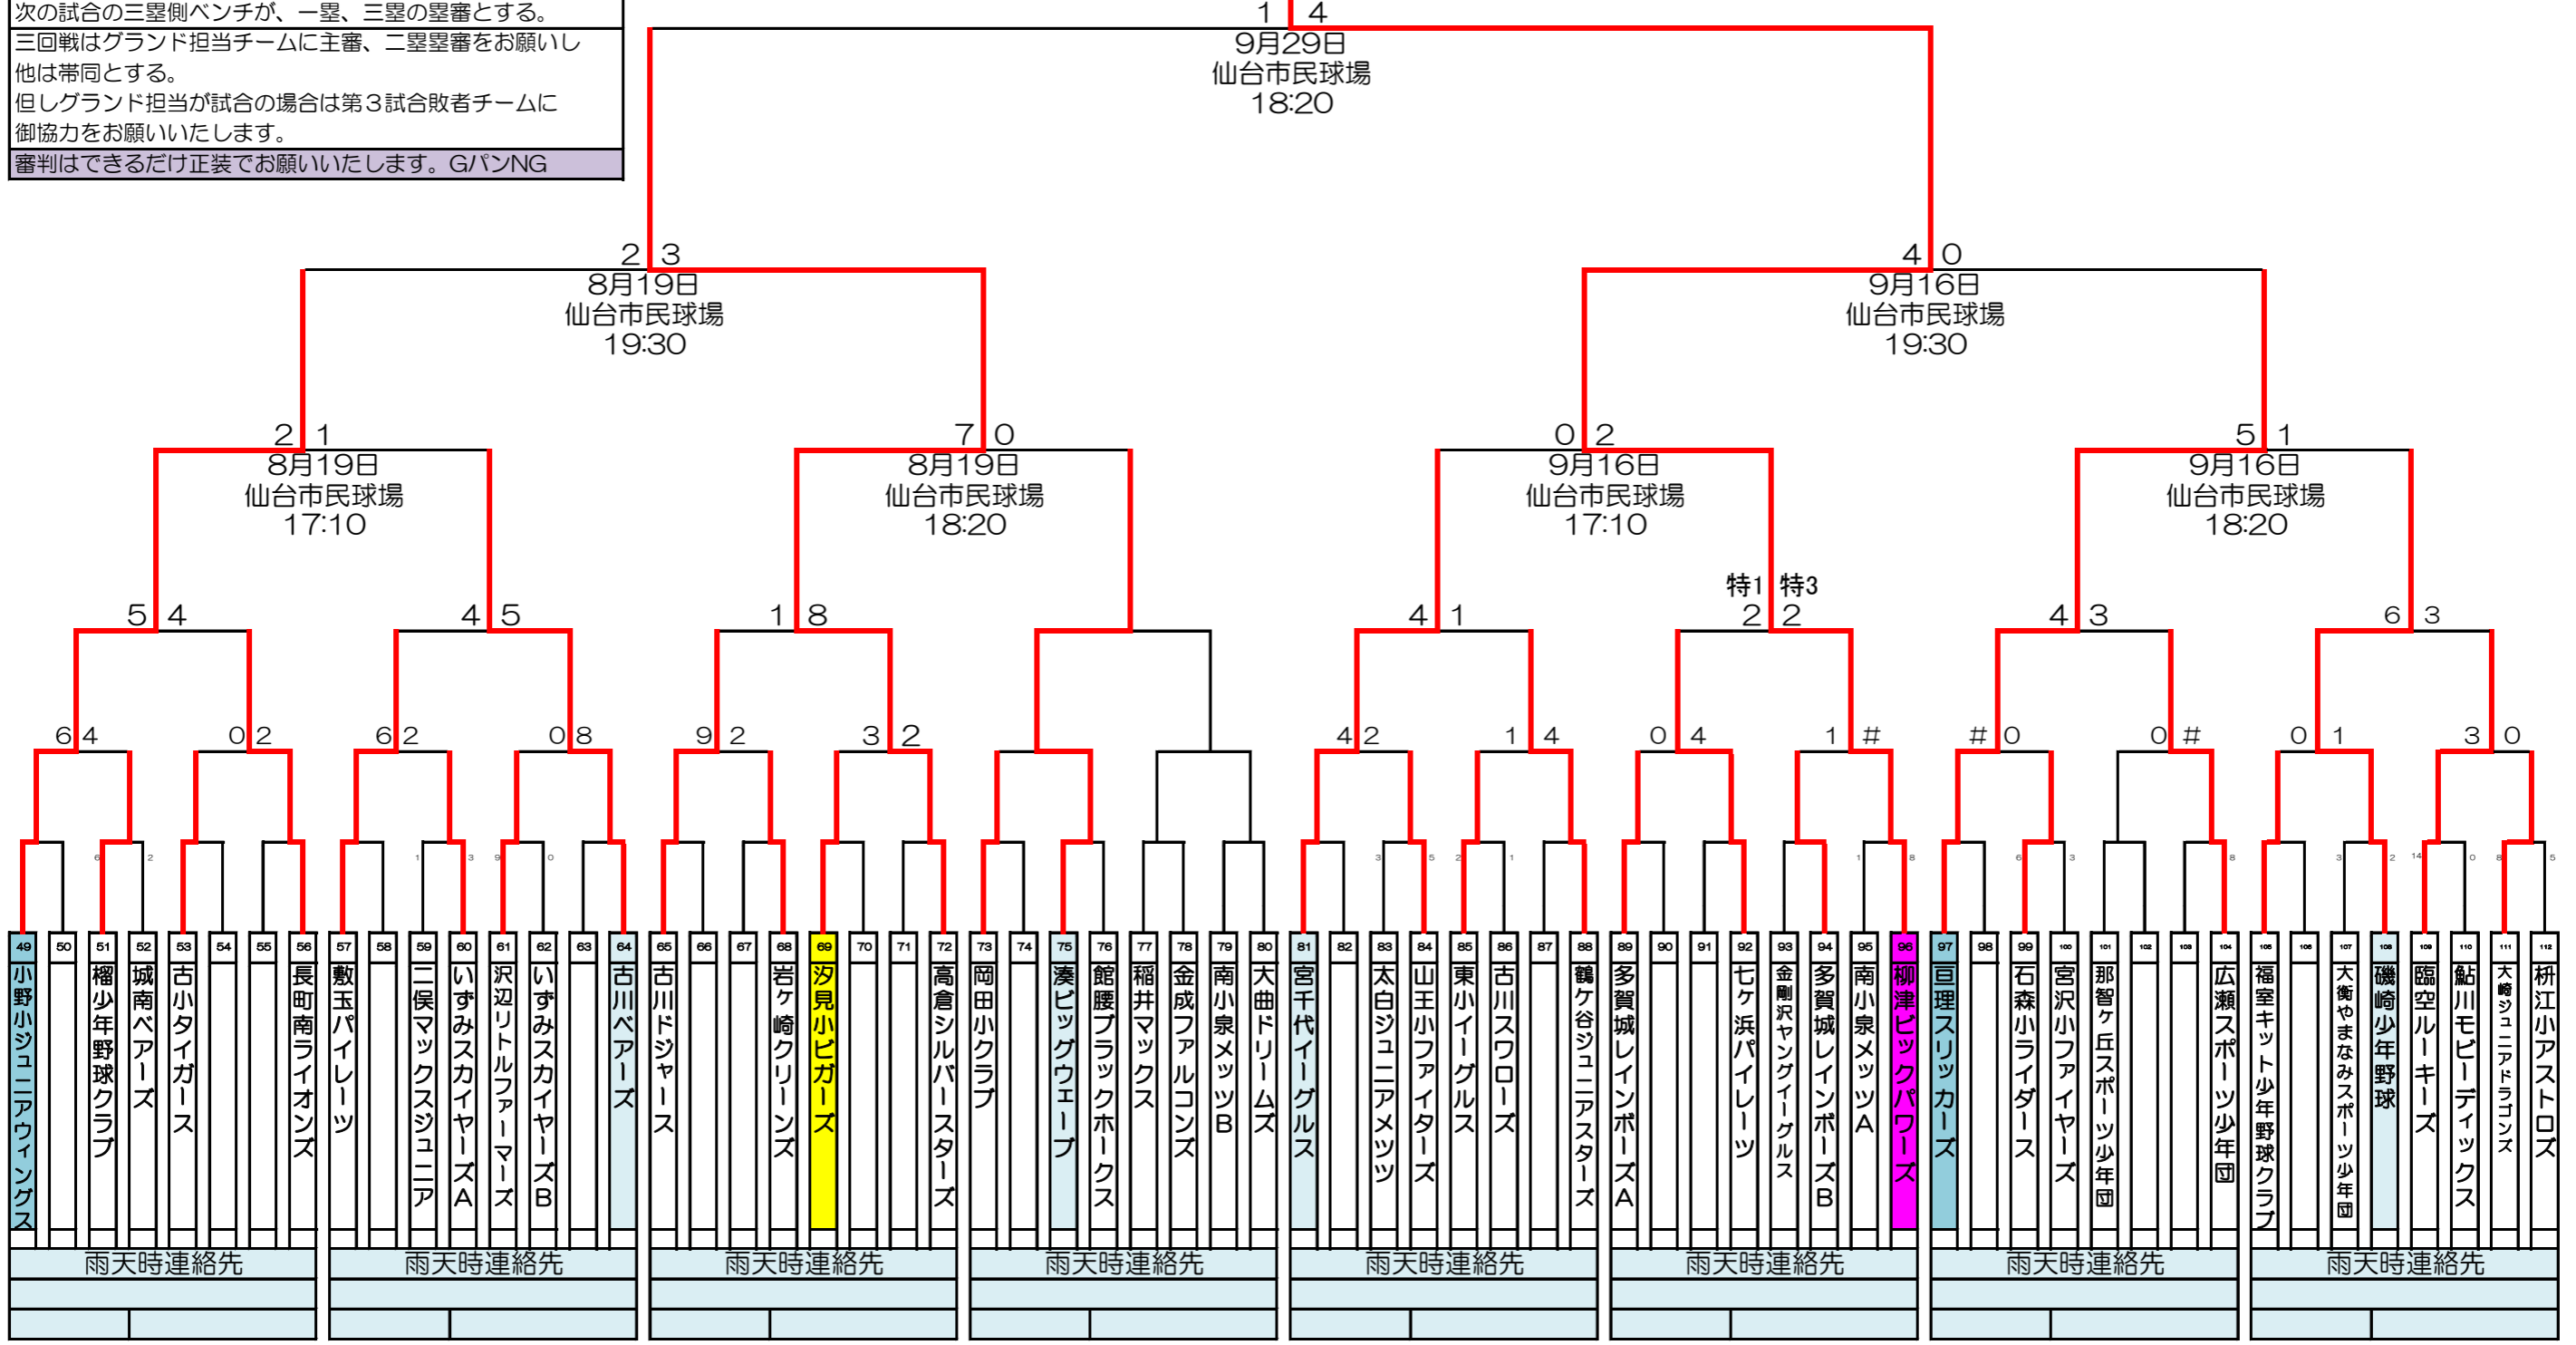 次の試合の三塁側ベンチが、一塁、三塁の塁審とする。
三回戦はグランド担当チームに主審、二塁塁審をお願いし
他は帯同とする。
但しグランド担当が試合の場合は第3試合敗者チームに
御協力をお願いいたします。
審判はできるだけ正装でお願いいたします。GパンNG
1 4
9月29日
仙台市民球場
18:20
2 3
8月19日
仙台市民球場
19:30
4 0
9月16日
仙台市民球場
19:30
2 1
8月19日
仙台市民球場
17:10
7 0
8月19日
仙台市民球場
18:20
0 2
9月16日
仙台市民球場
17:10
5 1
9月16日
仙台市民球場
18:20
特1 特3
5 4 4 5 1 8 4 1 2 2 4 3 6 3
6 4 0 2 6 2 0 8 9 2 3 2 4 2 1 4 0 4 1 # # 0 0 # 0 1 3 0
6 2 1 3 9 0 3 5 2 1 1 8 6 3 8 3 2 14 0 8 5
49 小野小ジュニアウィングス
50
51 榴少年野球クラブ
52 城南ベアーズ
53 古小タイガース
54
55
56 長町南ライオンズ
57 敷玉パイレーツ
58
59 二俣マックスジュニア
60 いずみスカイヤーズA
61 沢辺リトルファーマーズ
62 いずみスカイヤーズB
63
64 古川ベアーズ
65 古川ドジャース
66
67
68 岩ヶ崎クリーンズ
69 汐見小ビガーズ
70
71
72 高倉シルバースターズ
73 岡田小クラブ
74
75 湊ビッグウェーブ
76 館腰ブラックホークス
77 稲井マックス
78 金成ファルコンズ
79 南小泉メッツB
80 大曲ドリームズ
81 宮千代イーグルス
82
83 太白ジュニアメッツ
84 山王小ファイターズ
85 東小イーグルス
86 古川スワローズ
87
88 鶴ケ谷ジュニアスターズ
89 多賀城レインボーズA
90
91
92 七ヶ浜パイレーツ
93 金剛沢ヤングイーグルス
94 多賀城レインボーズB
95 南小泉メッツA
96 柳津ビックパワーズ
97 亘理スリッカーズ
98
99 石森小ライダース
100 宮沢小ファイヤーズ
101 那智ヶ丘スポーツ少年団
102
103
104 広瀬スポーツ少年団
105 福室キット少年野球クラブ
106
107 大衡やまなみスポーツ少年団
108 磯崎少年野球
109 臨空ルーキーズ
110 鮎川モビーディックス
111 大崎ジュニアドラゴンズ
112 枡江小アストロズ
雨天時連絡先
雨天時連絡先
雨天時連絡先
雨天時連絡先
雨天時連絡先
雨天時連絡先
雨天時連絡先
雨天時連絡先